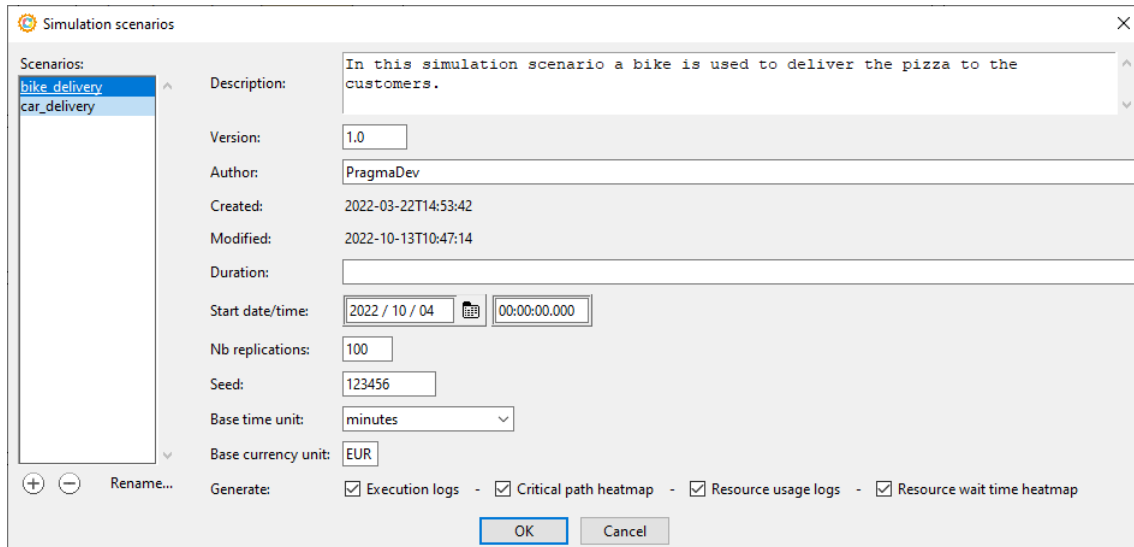 Simulation scenarios
Scenarios:
bike_delivery
car_delivery
Rename...
Description:
In this simulation scenario a bike is used to deliver the pizza to the
customers.
Version:
1.0
Author:
PragmaDev
Created:
2022-03-22T14:53:42
Modified:
2022-10-13T10:47:14
Duration:
Start date/time:
2022 / 10 / 04
00:00:00.000
Nb replications:
100
Seed:
123456
Base time unit:
minutes
Base currency unit:
EUR
Generate:
Execution logs - Critical path heatmap - Resource usage logs - Resource wait time heatmap
OK
Cancel